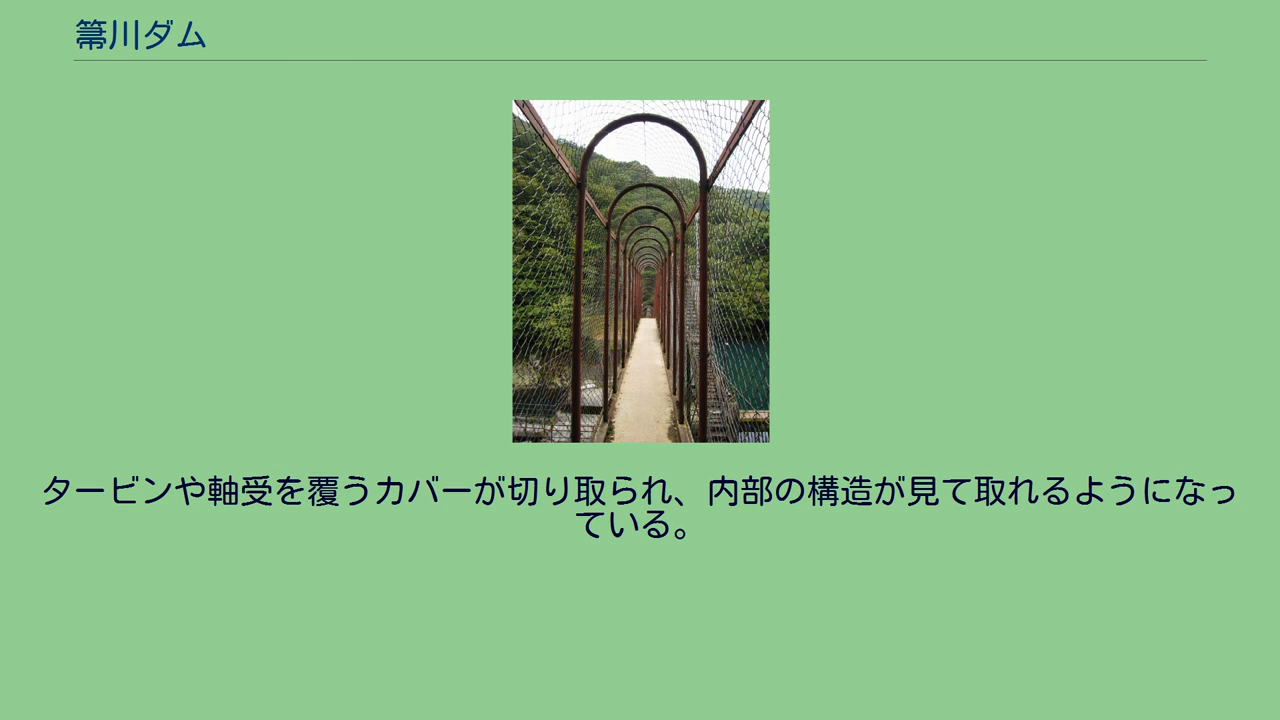 箒川ダム
タービンや軸受を覆うカバーが切り取られ、内部の構造が見て取れるようになっ
ている。